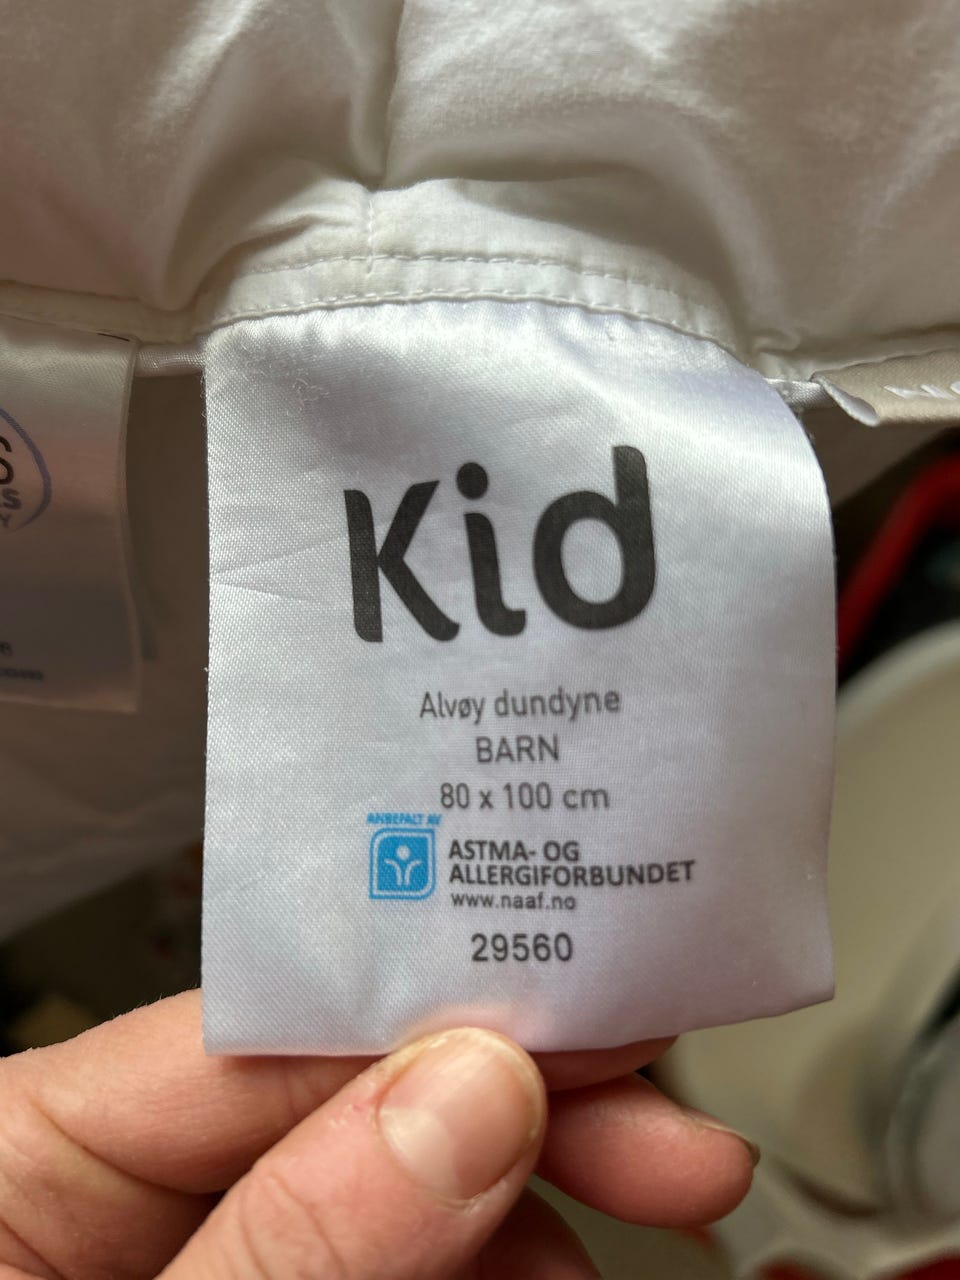 Kid
Alvøy dundyne
BARN
80 x 100 cm
ANBEFALT AV
ASTMA- OG
ALLERGIFORBUNDET
www.naaf.no
29560